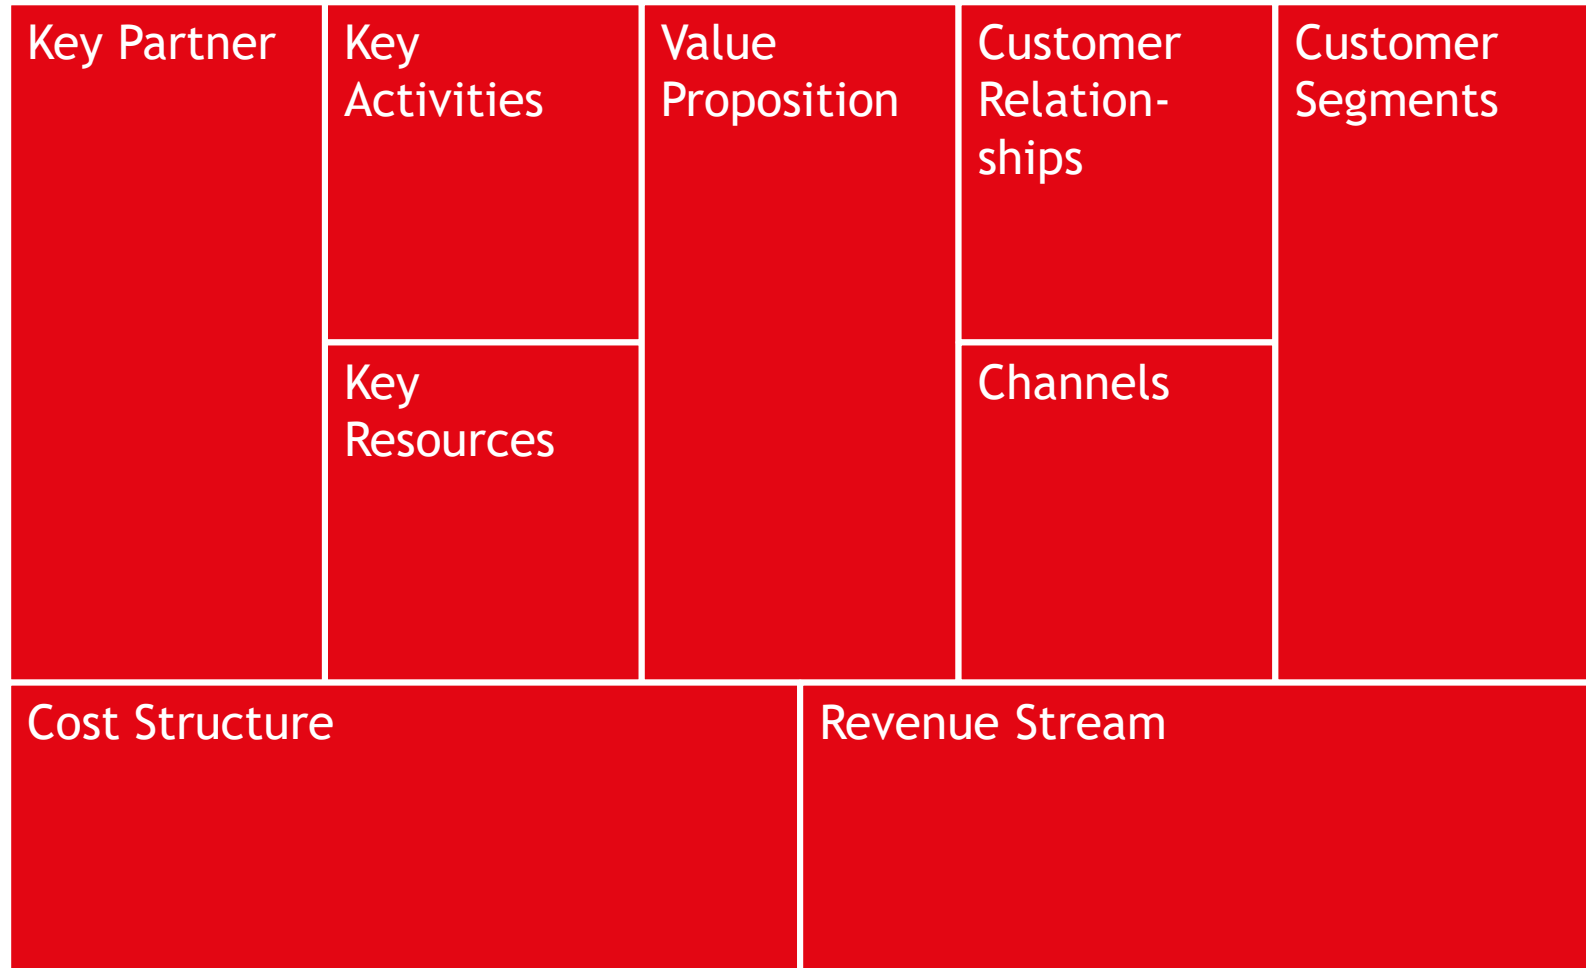 Key Partner
Key
Activities
Value
Proposition
Customer
Relation-
ships
Customer
Segments
Key
Resources
Channels
Cost Structure
Revenue Stream